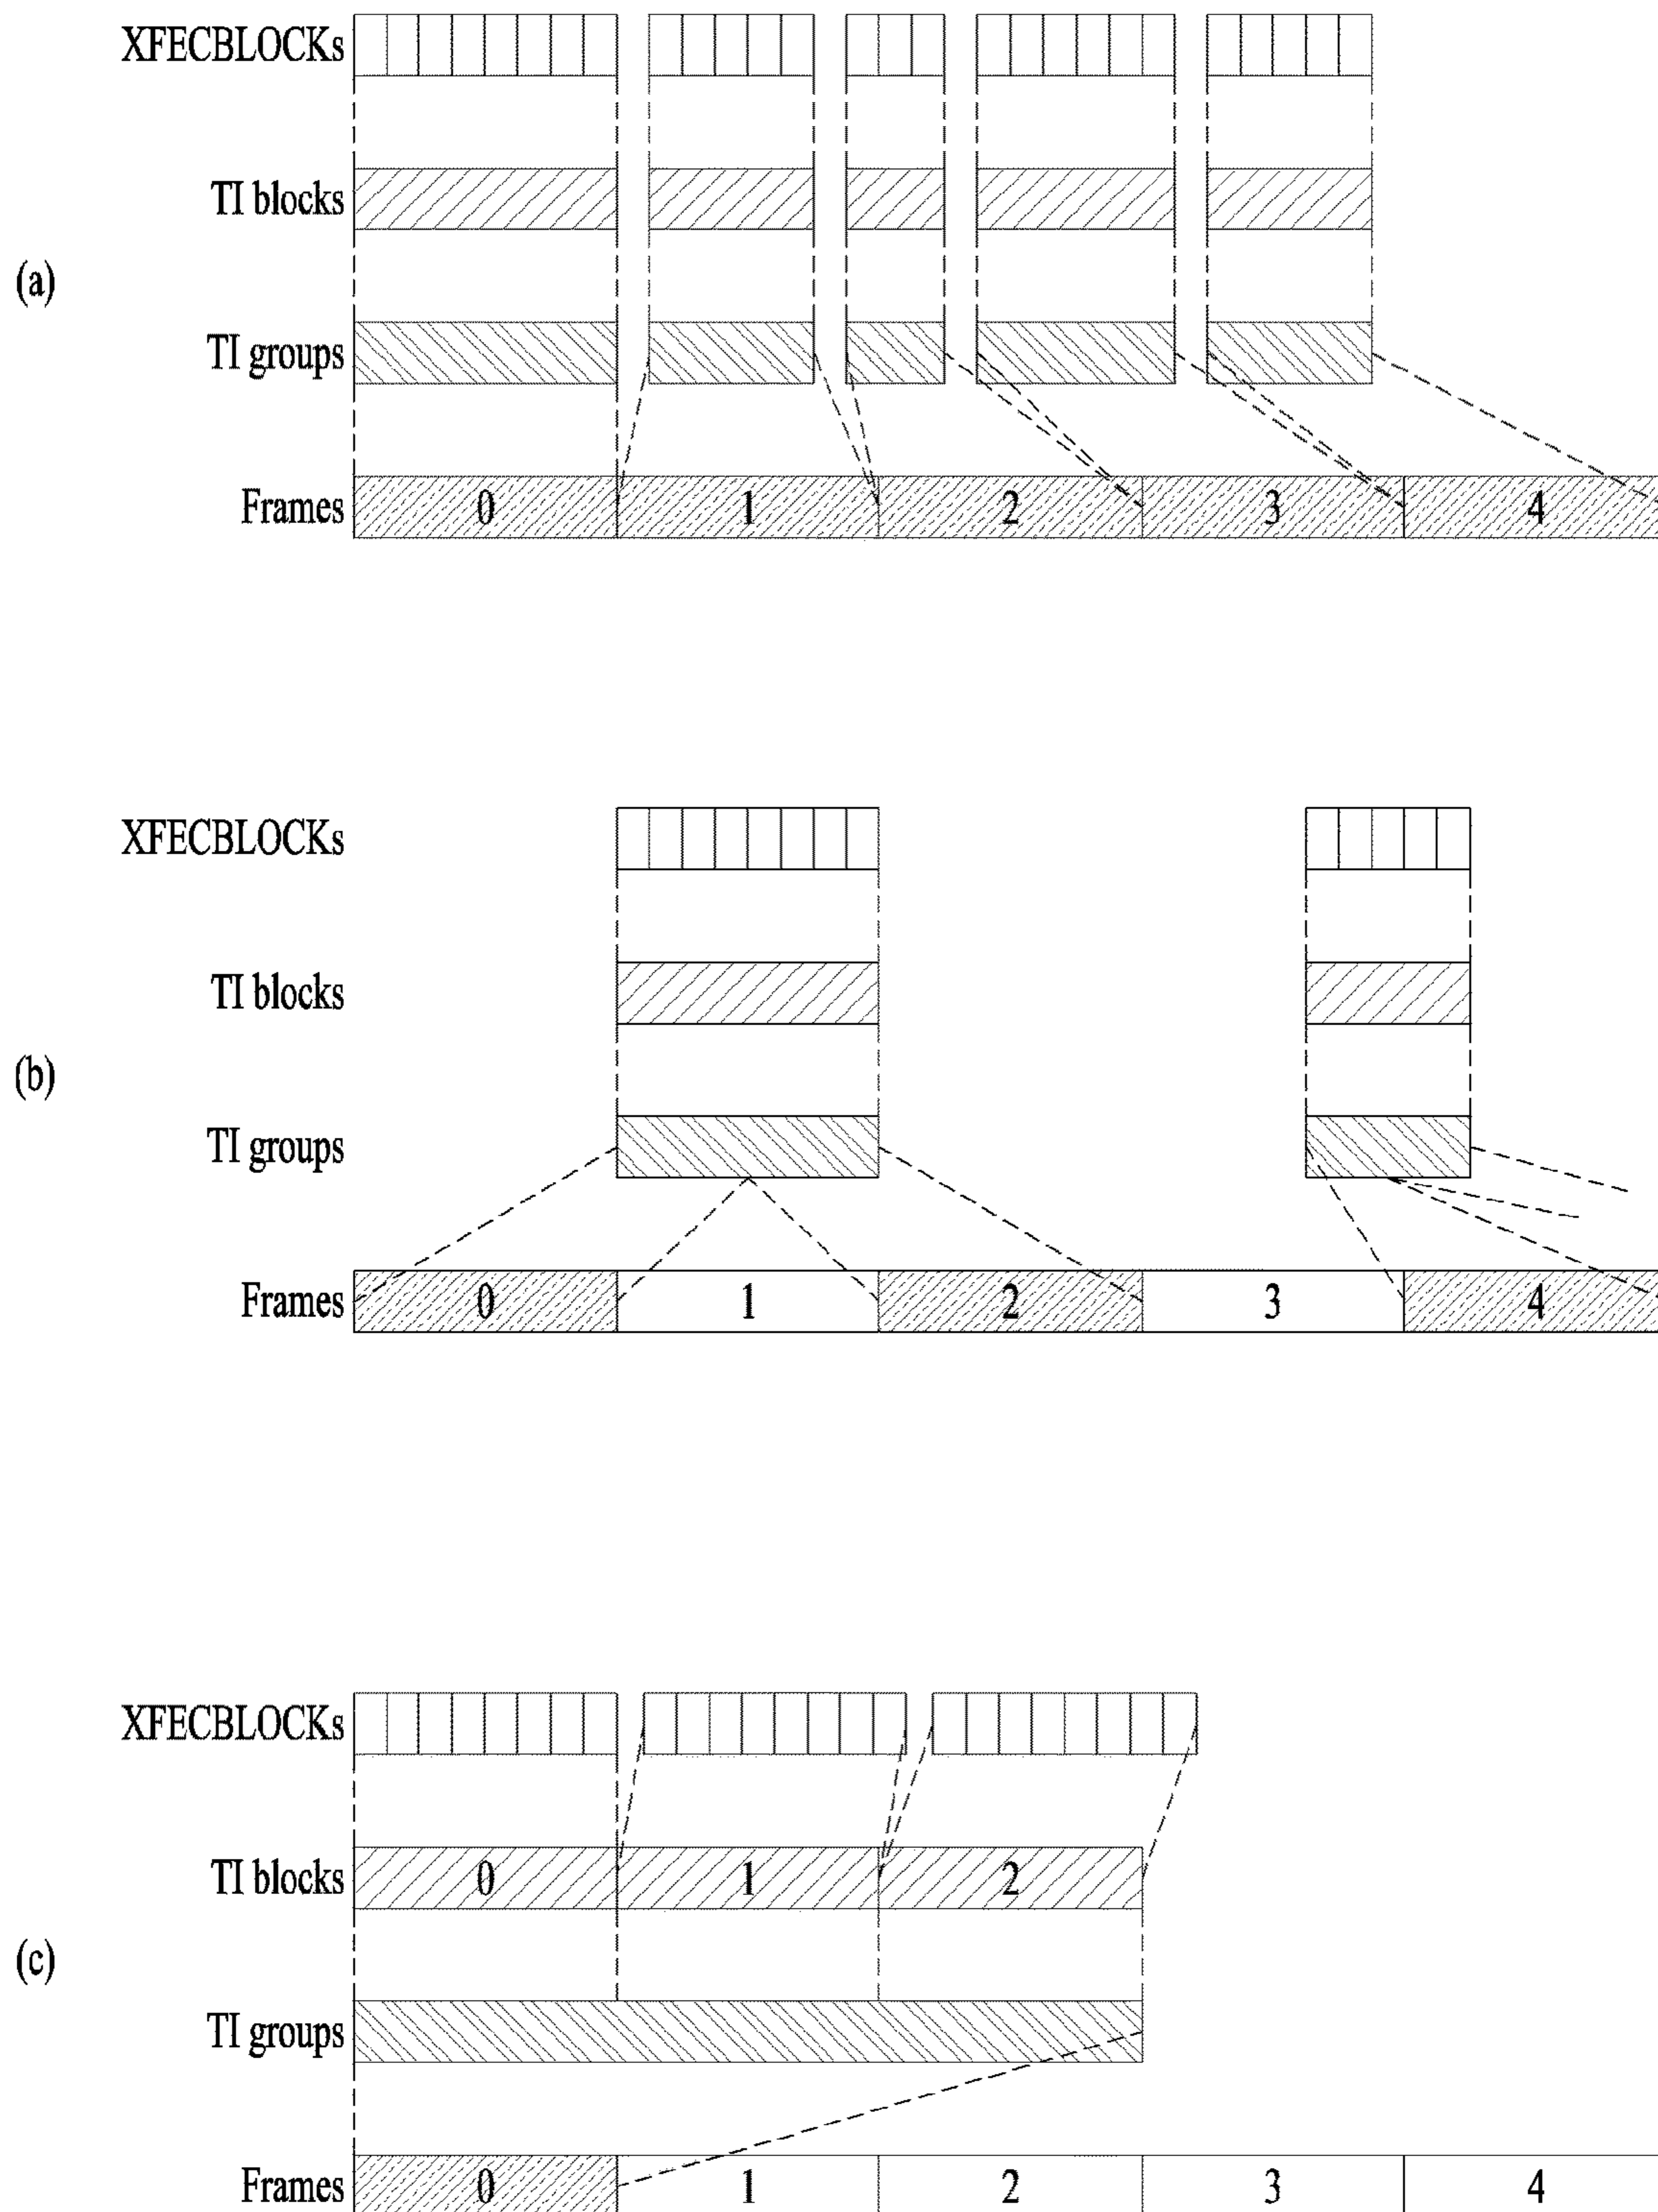 XFECBLOCKs
TI blocks
(a)
TI groups
Frames 0 1 2 3 4
XFECBLOCKs
TI blocks
(b)
TI groups
Frames 0 1 2 3 4
XFECBLOCKs
TI blocks 0 1 2
(c)
TI groups
Frames 0 1 2 3 4